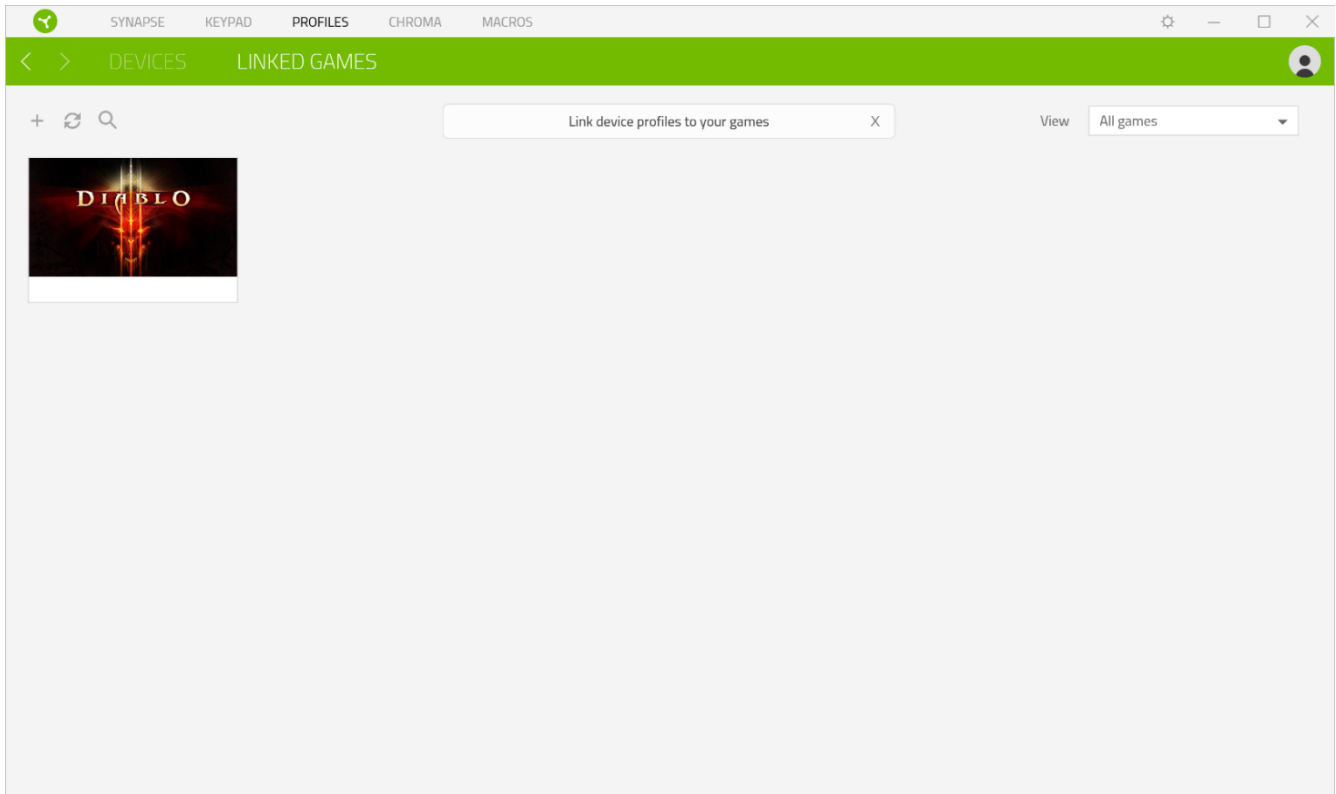 SYNAPSE KEYPAD PROFILES CHROMA MACROS
DEVICES LINKED GAMES
Link device profiles to your games X View All games
DIABLO